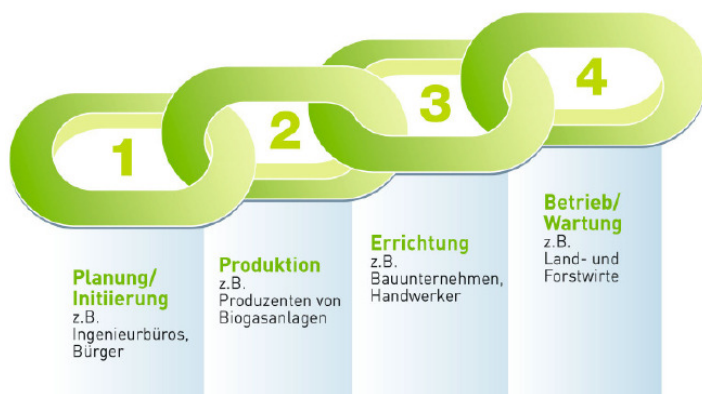 1
Planung/
Initiierung
z.B.
Ingenieurbüros,
Bürger
2
Produktion
z.B.
Produzenten von
Biogasanlagen
3
Errichtung
z.B.
Bauunternehmen,
Handwerker
4
Betrieb/
Wartung
z.B.
Land- und
Forstwirte